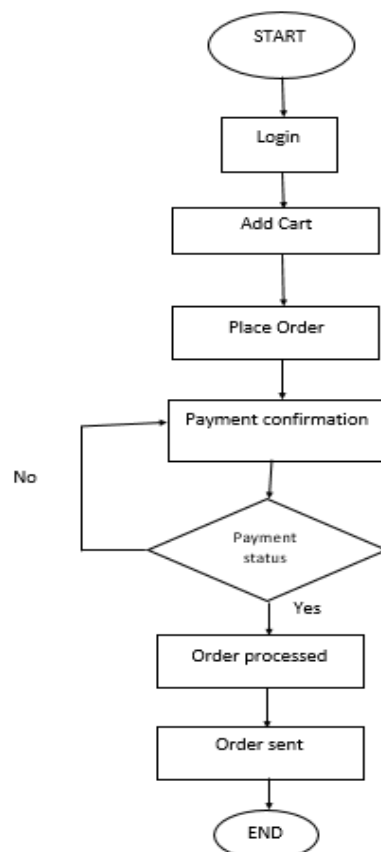 START
Login
Add Cart
Place Order
Payment confirmation
No
Payment
status
Yes
Order processed
Order sent
END